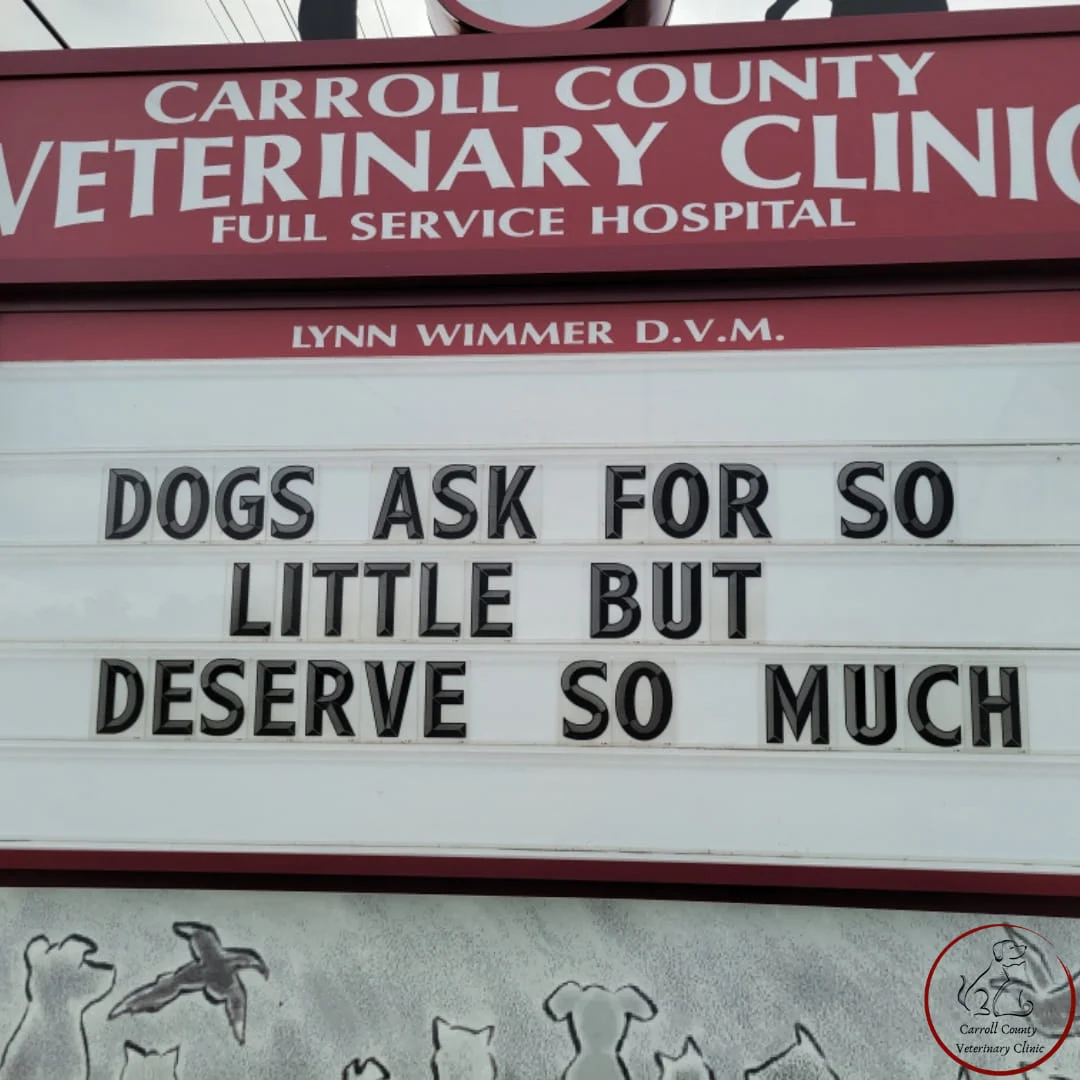 CARROLL COUNTY
VETERINARY CLINIC
FULL SERVICE HOSPITAL
LYNN WIMMER D.V.M.
DOGS ASK FOR SO
LITTLE BUT
DESERVE SO MUCH
Carroll County
Veterinary Clinic